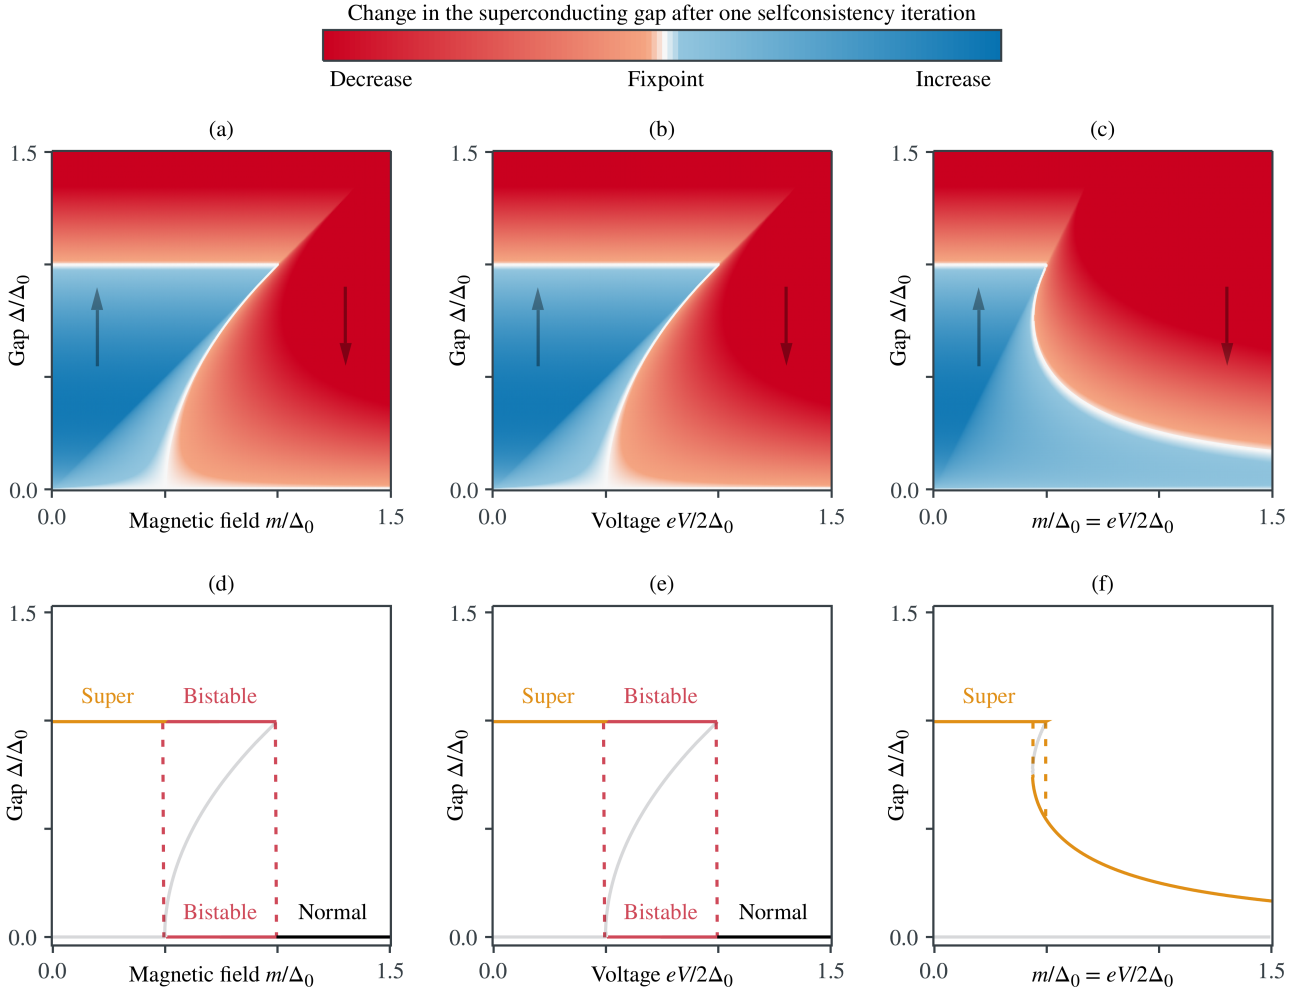 Change in the superconducting gap after one selfconsistency iteration
Decrease Fixpoint Increase
(a) (b) (c)
1.5 1.5 1.5
Gap Δ/Δ0 Gap Δ/Δ0 Gap Δ/Δ0
0.0 0.0 0.0
0.0 Magnetic field m/Δ0 1.5 0.0 Voltage eV/2Δ0 1.5 0.0 m/Δ0 = eV/2Δ0 1.5
(d) (e) (f)
1.5 1.5 1.5
Super Bistable Super Bistable Super
Gap Δ/Δ0 Gap Δ/Δ0 Gap Δ/Δ0
Bistable Normal Bistable Normal
0.0 0.0 0.0
0.0 Magnetic field m/Δ0 1.5 0.0 Voltage eV/2Δ0 1.5 0.0 m/Δ0 = eV/2Δ0 1.5